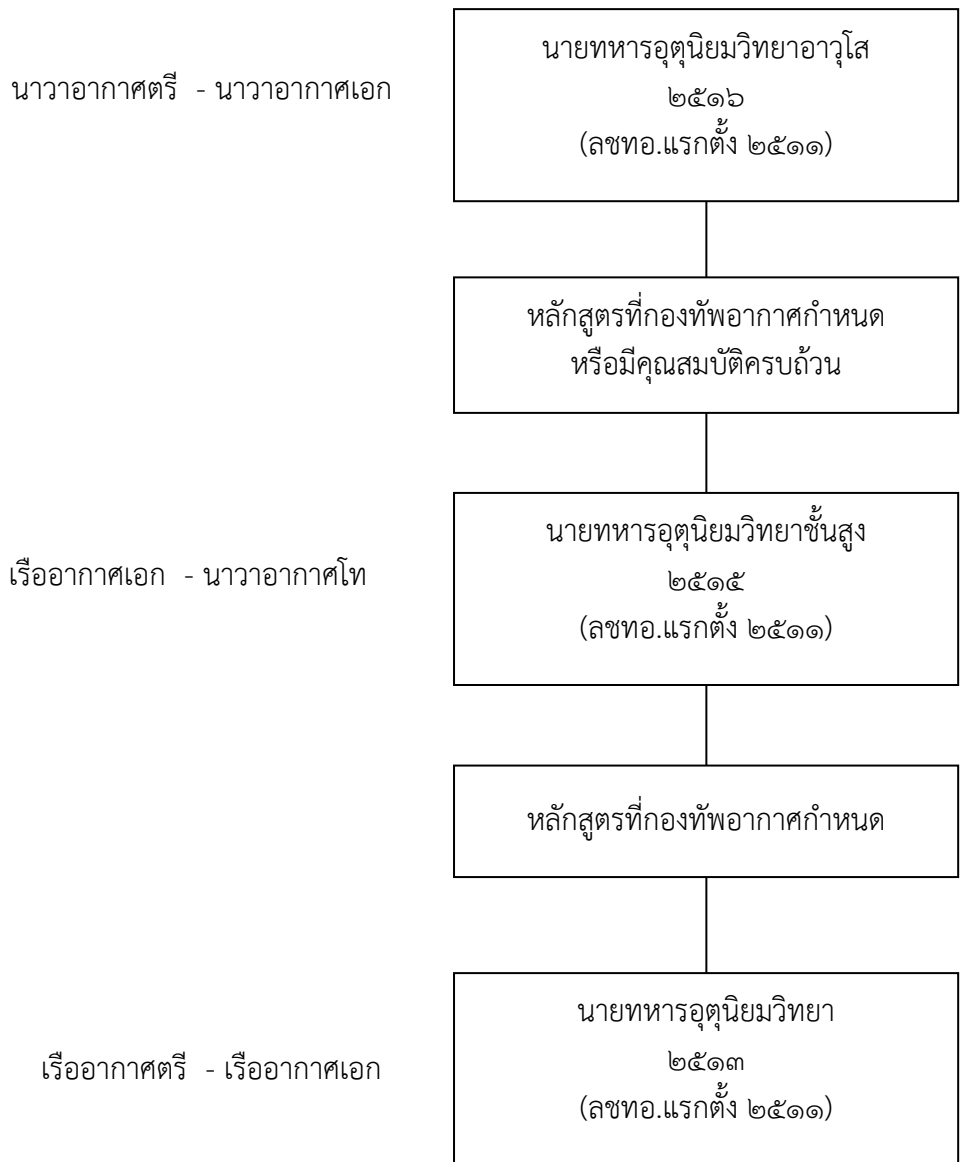 นายทหารอุตุนิยมวิทยาอาวุโส
นาวาอากาศตรี - นาวาอากาศเอก
๒๕๑๖
(ลชทอ.แรกตั้ง ๒๕๑๑)
หลักสูตรที่กองทัพอากาศกำหนด
หรือมีคุณสมบัติครบถ้วน
นายทหารอุตุนิยมวิทยาชั้นสูง
เรืออากาศเอก - นาวาอากาศโท
๒๕๑๕
(ลชทอ.แรกตั้ง ๒๕๑๑)
หลักสูตรที่กองทัพอากาศกำหนด
นายทหารอุตุนิยมวิทยา
เรืออากาศตรี - เรืออากาศเอก
๒๕๑๓
(ลชทอ.แรกตั้ง ๒๕๑๑)